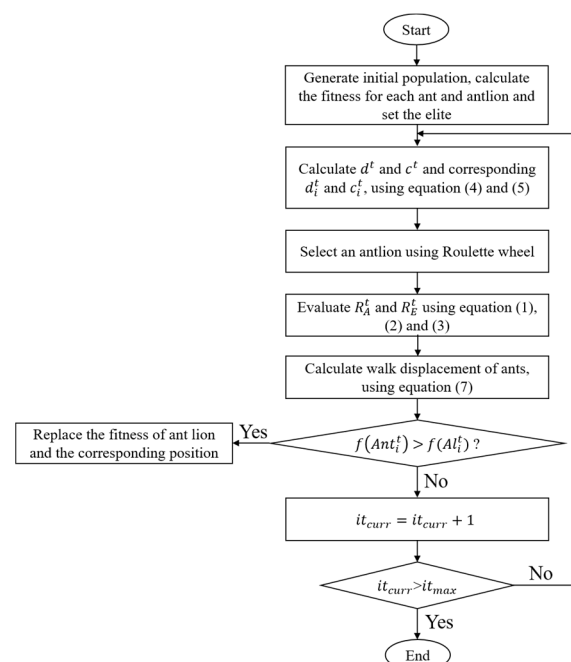 Start
Generate initial population, calculate
the fitness for each ant and antlion and
set the elite
Calculate d^t and c^t and corresponding
d_i^t and c_i^t, using equation (4) and (5)
Select an antlion using Roulette wheel
Evaluate R_A^t and R_E^t using equation (1),
(2) and (3)
Calculate walk displacement of ants,
using equation (7)
f(Ant_i^t) > f(Al_i^t) ?
Yes
Replace the fitness of ant lion
and the corresponding position
No
it_curr = it_curr + 1
it_curr>it_max
No
Yes
End